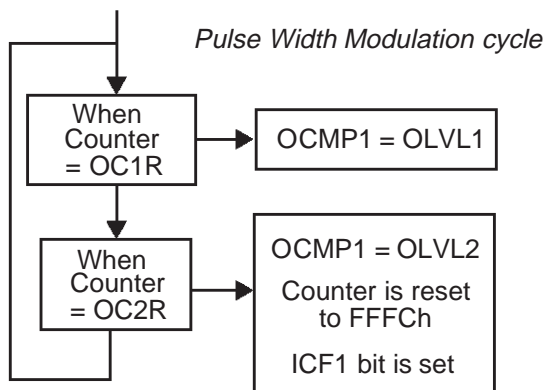 Pulse Width Modulation cycle
When
Counter
= OC1R
OCMP1 = OLVL1
When
Counter
= OC2R
OCMP1 = OLVL2
Counter is reset
to FFFCh
ICF1 bit is set